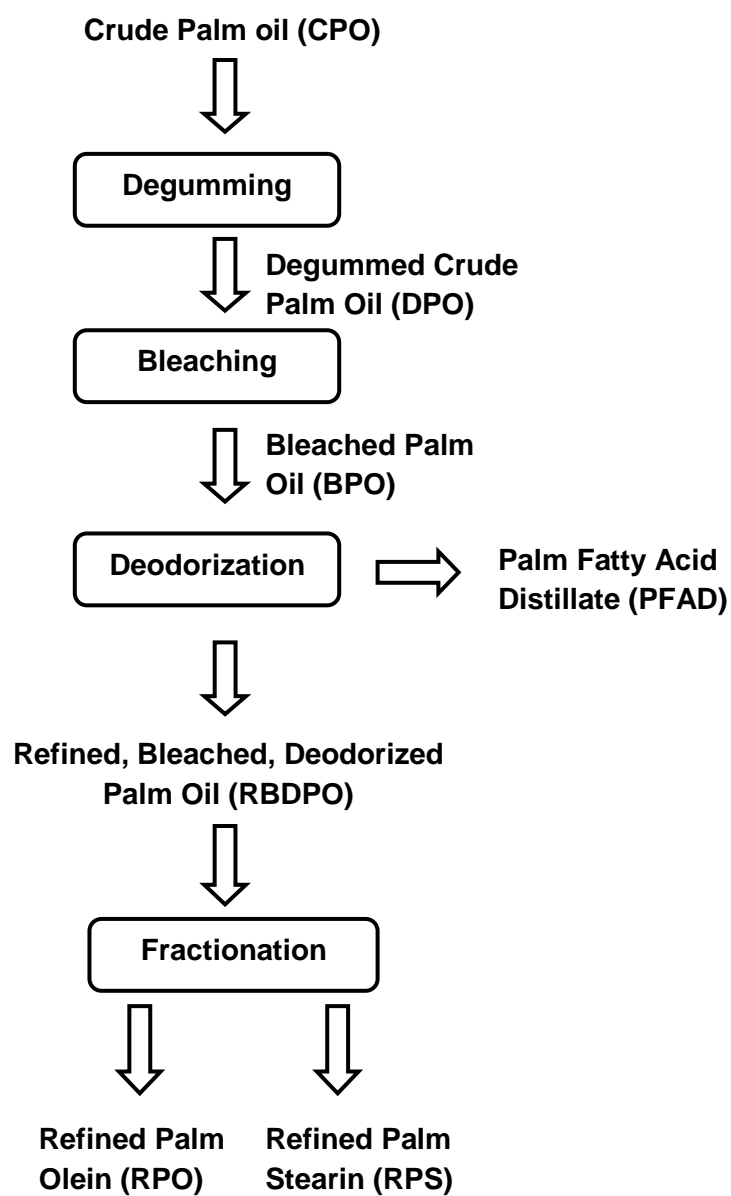 Crude Palm oil (CPO)
Degumming
Degummed Crude
Palm Oil (DPO)
Bleaching
Bleached Palm
Oil (BPO)
Deodorization
Palm Fatty Acid
Distillate (PFAD)
Refined, Bleached, Deodorized
Palm Oil (RBDPO)
Fractionation
Refined Palm
Olein (RPO)
Refined Palm
Stearin (RPS)